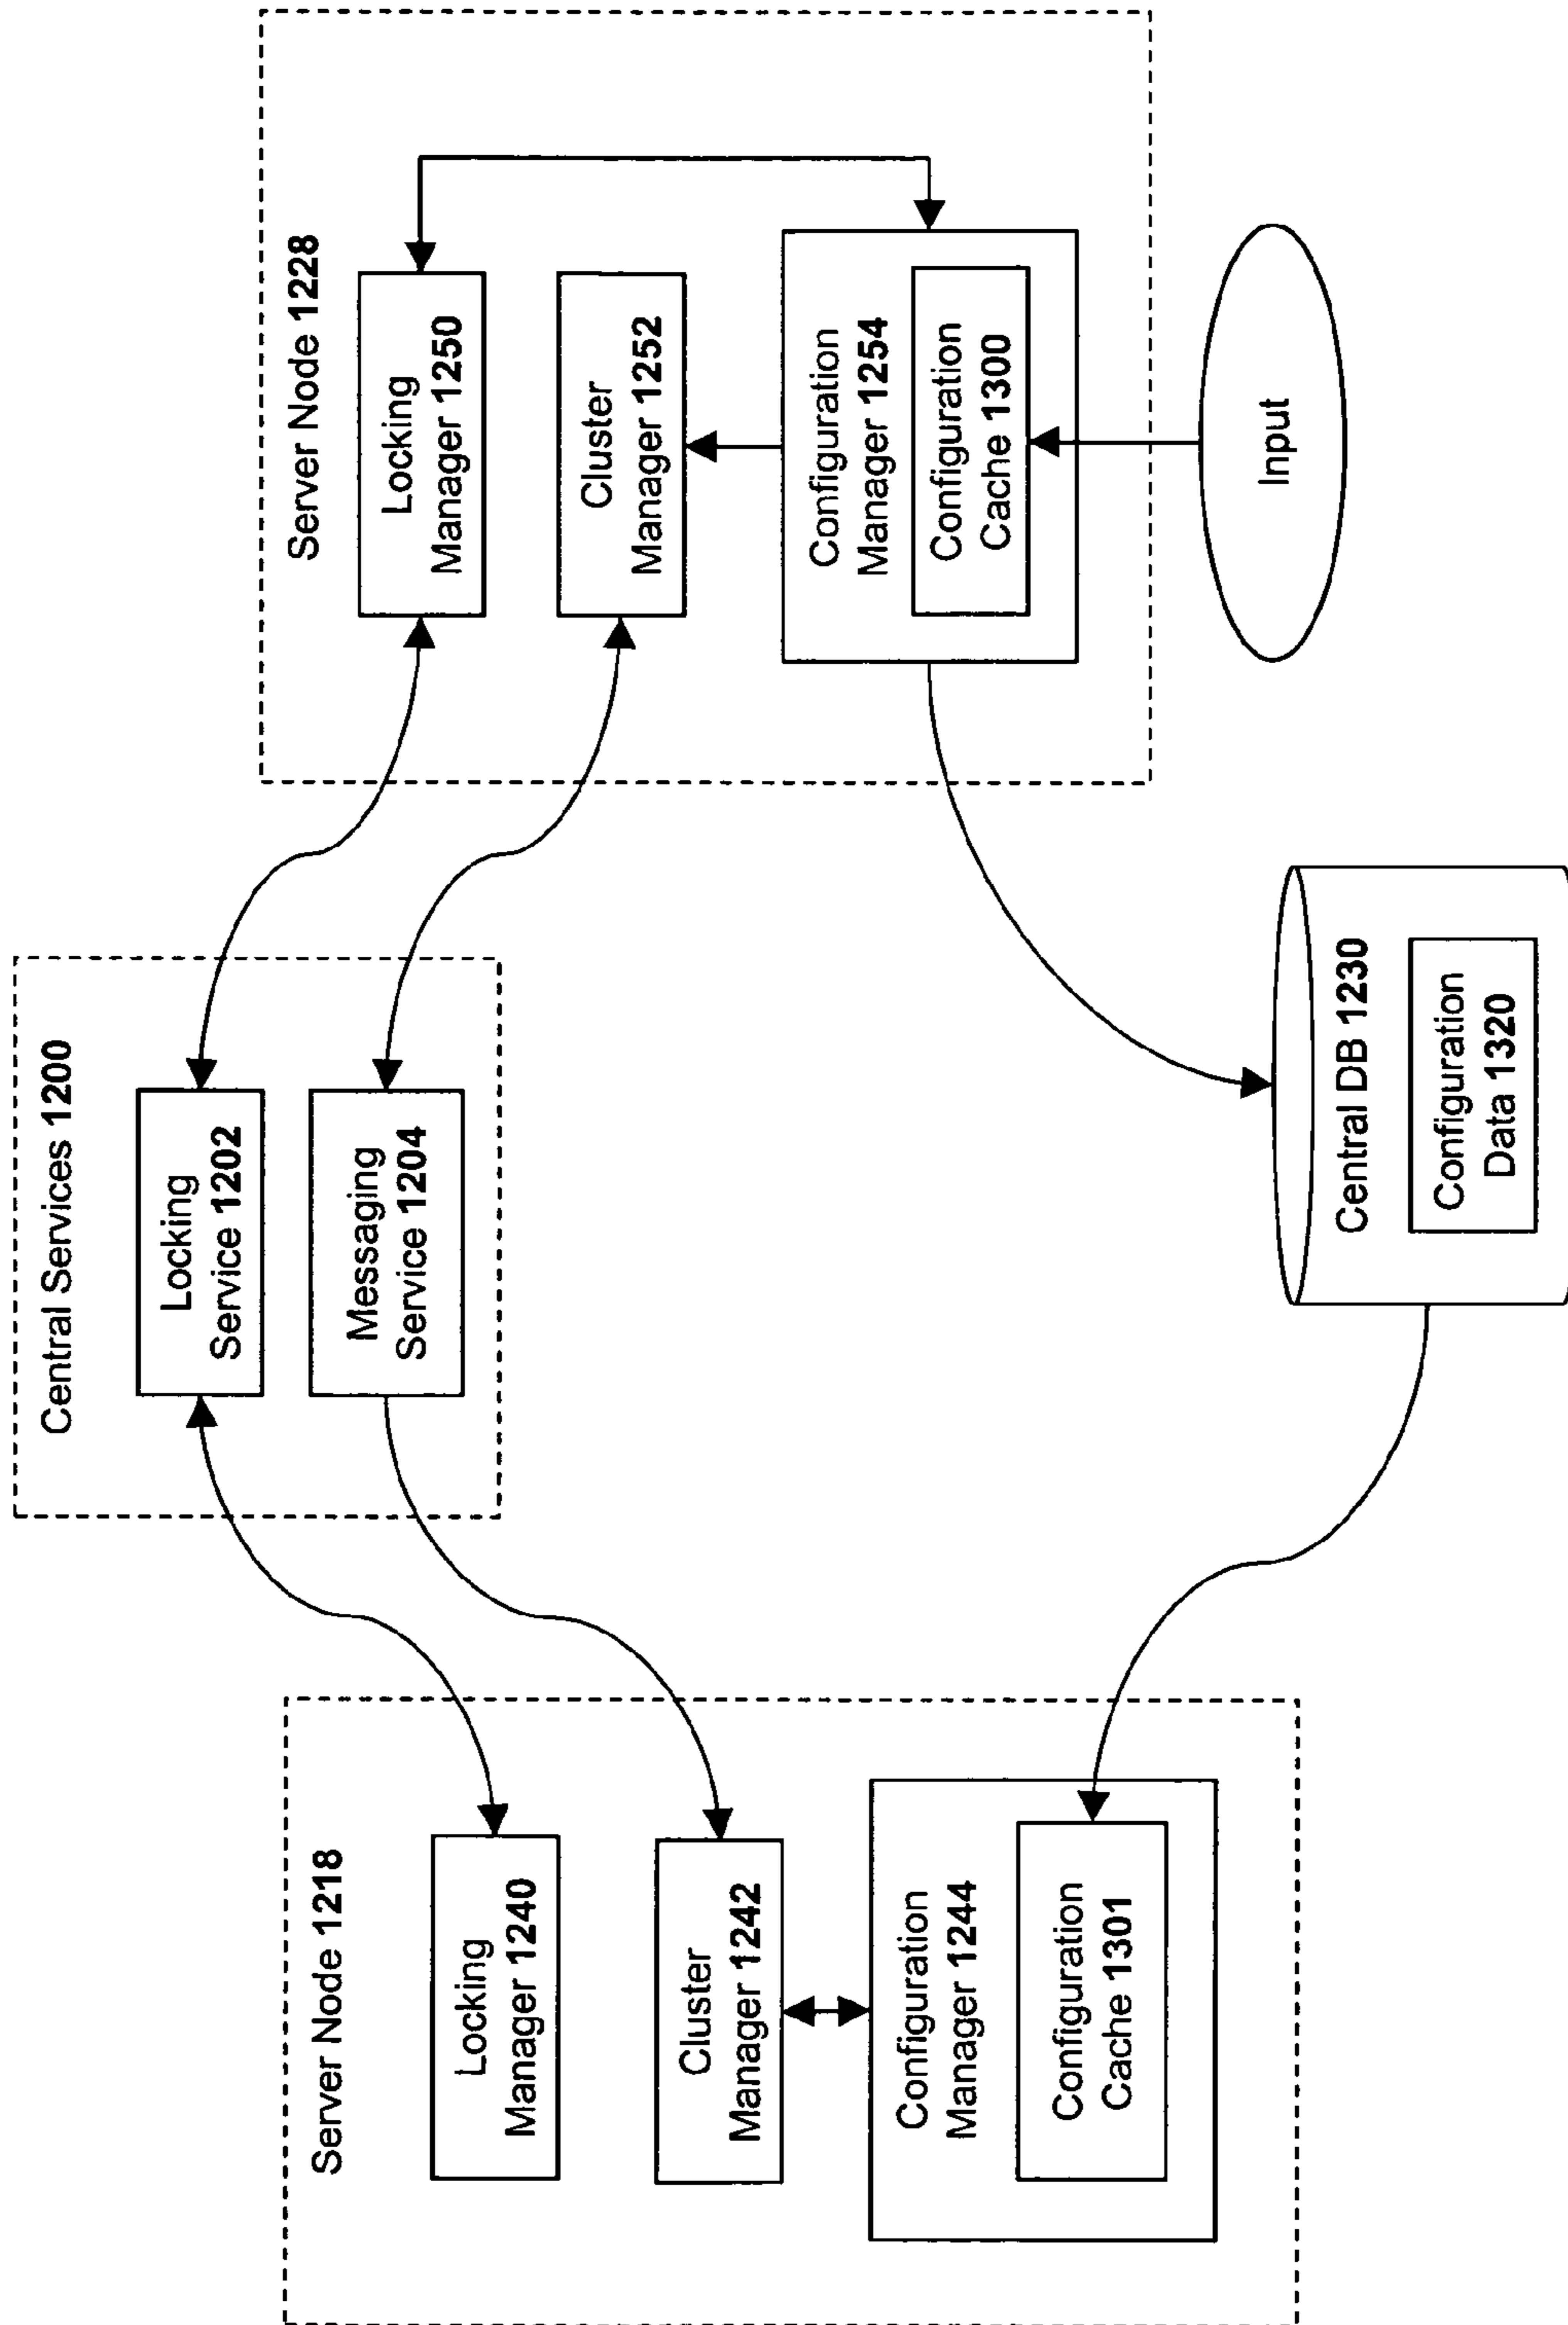 Central Services 1200
Locking
Service 1202
Messaging
Service 1204
Server Node 1218
Locking
Manager 1240
Cluster
Manager 1242
Configuration
Manager 1244
Configuration
Cache 1301
Server Node 1228
Locking
Manager 1250
Cluster
Manager 1252
Configuration
Manager 1254
Configuration
Cache 1300
Central DB 1230
Configuration
Data 1320
Input